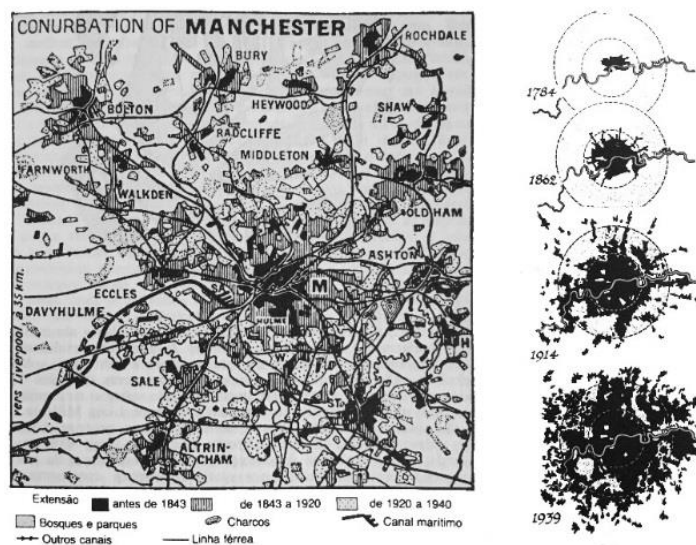 CONURBATION OF MANCHESTER
ROCHDALE
BURY
HEYWOOD
SHAW
BOLTON
RADCLIFFE
MIDDLETON
FARNWORTH
WALKDEN
OLDHAM
ASHTON
M
ECCLES
DAVYHULME
H
W
SALE
ST.
ALTRIN-
CHAM
vers Liverpool à 35 km.
Extensão antes de 1843 de 1843 a 1920 de 1920 a 1940
Bosques e parques Charcos Canal maritimo
Outros canais Linha férrea
1784
1862
1914
1939